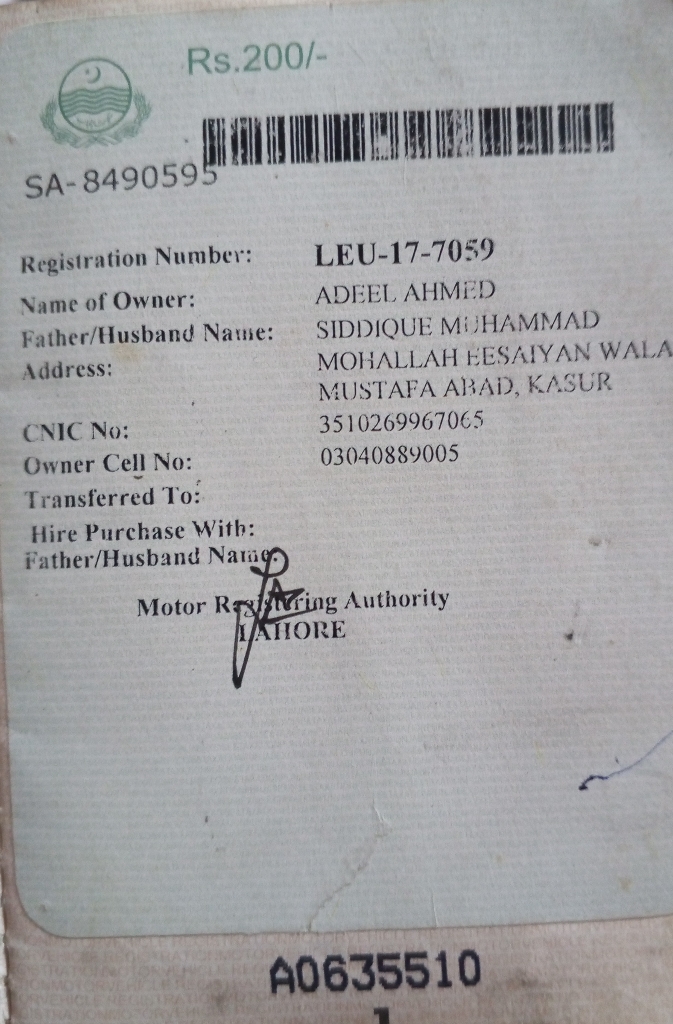 Rs.200/-
SA-8490595
Registration Number: LEU-17-7059
Name of Owner: ADEEL AHMED
Father/Husband Name: SIDDIQUE MUHAMMAD
Address: MOHALLAH EESAIYAN WALA
MUSTAFA ABAD, KASUR
CNIC No: 3510269967065
Owner Cell No: 03040889005
Transferred To:
Hire Purchase With:
Father/Husband Name:
Motor Registering Authority
LAHORE
A0635510
1